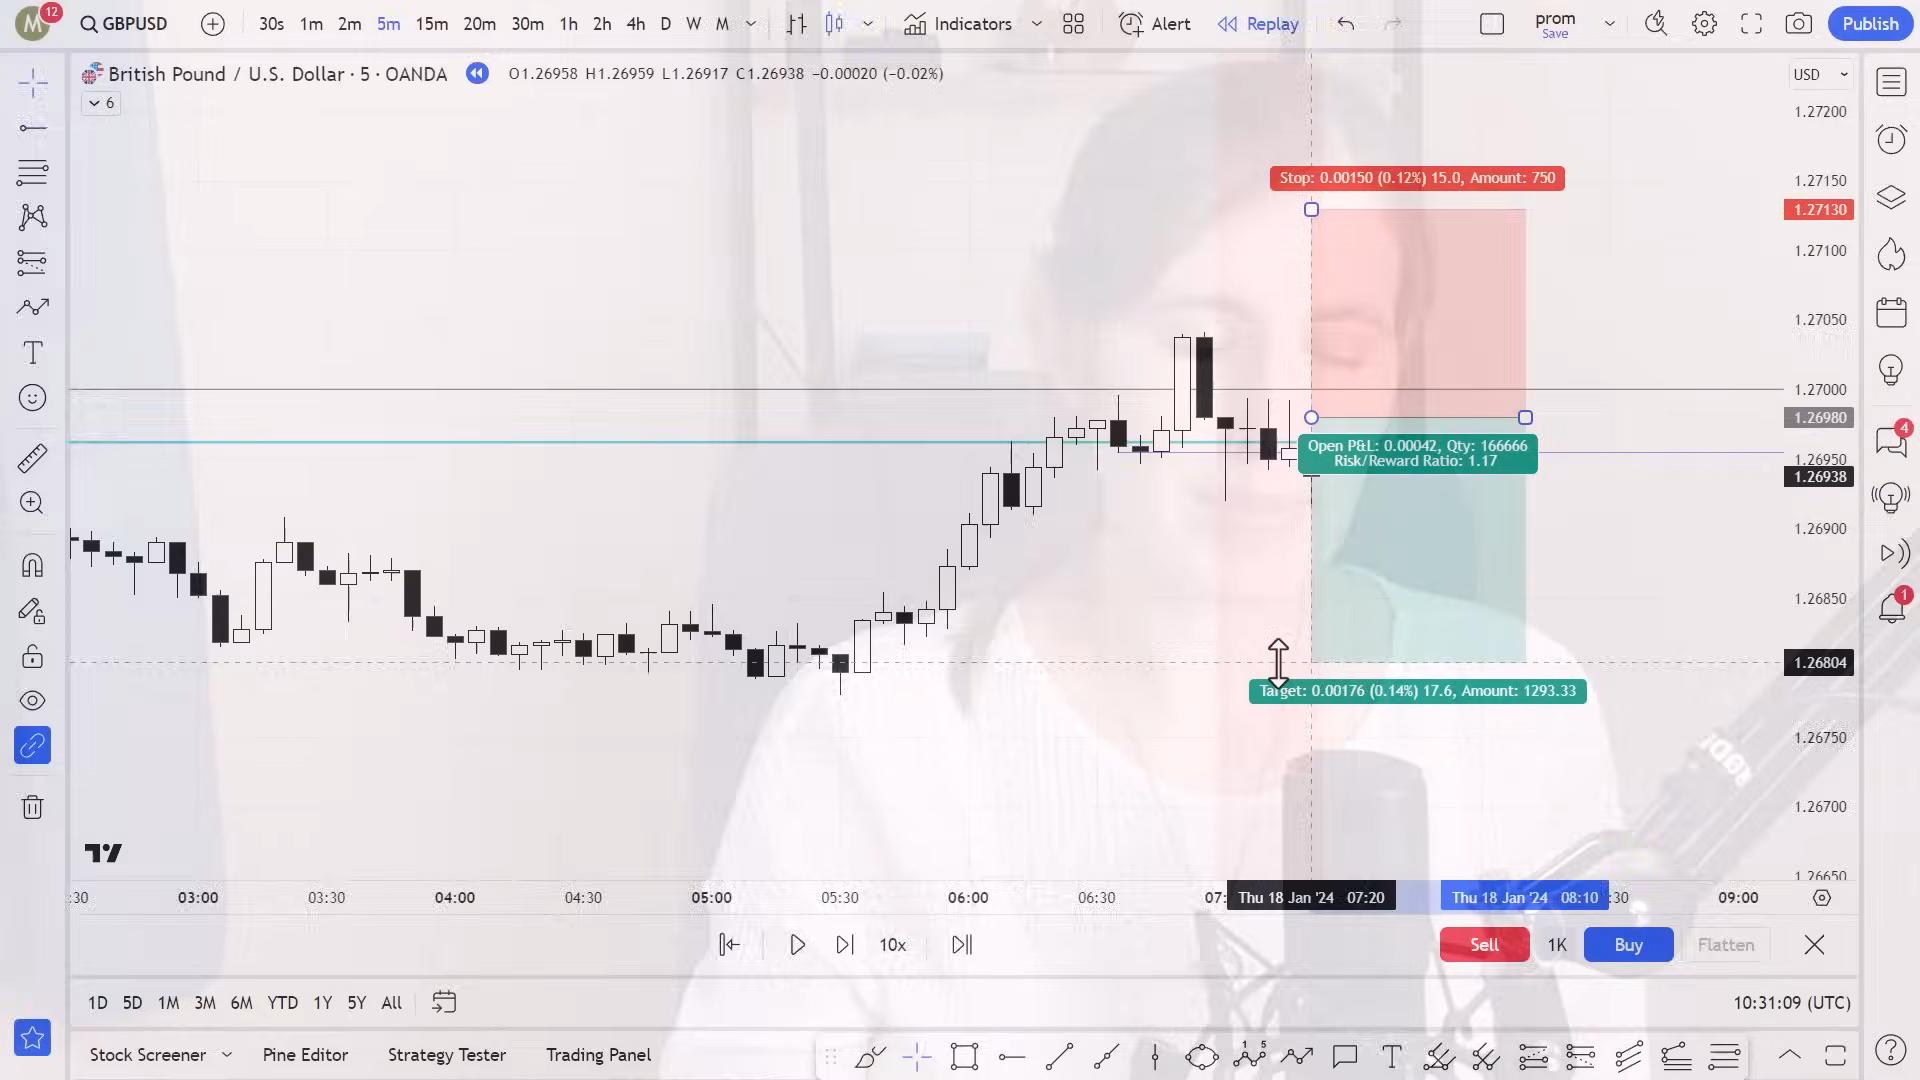 M 12 GBPUSD 30s 1m 2m 5m 15m 20m 30m 1h 2h 4h D W M Indicators Alert Replay prom Save Publish
British Pound / U.S. Dollar · 5 · OANDA O1.26958 H1.26959 L1.26917 C1.26938 −0.00020 (−0.02%) USD
6
1.27200
Stop: 0.00150 (0.12%) 15.0, Amount: 750
1.27150
1.27130
1.27100
1.27050
1.27000
1.26980
Open P&L: 0.00042, Qty: 166666
Risk/Reward Ratio: 1.17
1.26950
1.26938
4
1.26900
1.26850
1
1.26804
Target: 0.00176 (0.14%) 17.6, Amount: 1293.33
1.26750
RØDE
1.26700
1.26650
:30 03:00 03:30 04:00 04:30 05:00 05:30 06:00 06:30 07: Thu 18 Jan '24 07:20 Thu 18 Jan '24 08:10 :30 09:00
10x Sell 1K Buy Flatten
1D 5D 1M 3M 6M YTD 1Y 5Y All 10:31:09 (UTC)
Stock Screener Pine Editor Strategy Tester Trading Panel